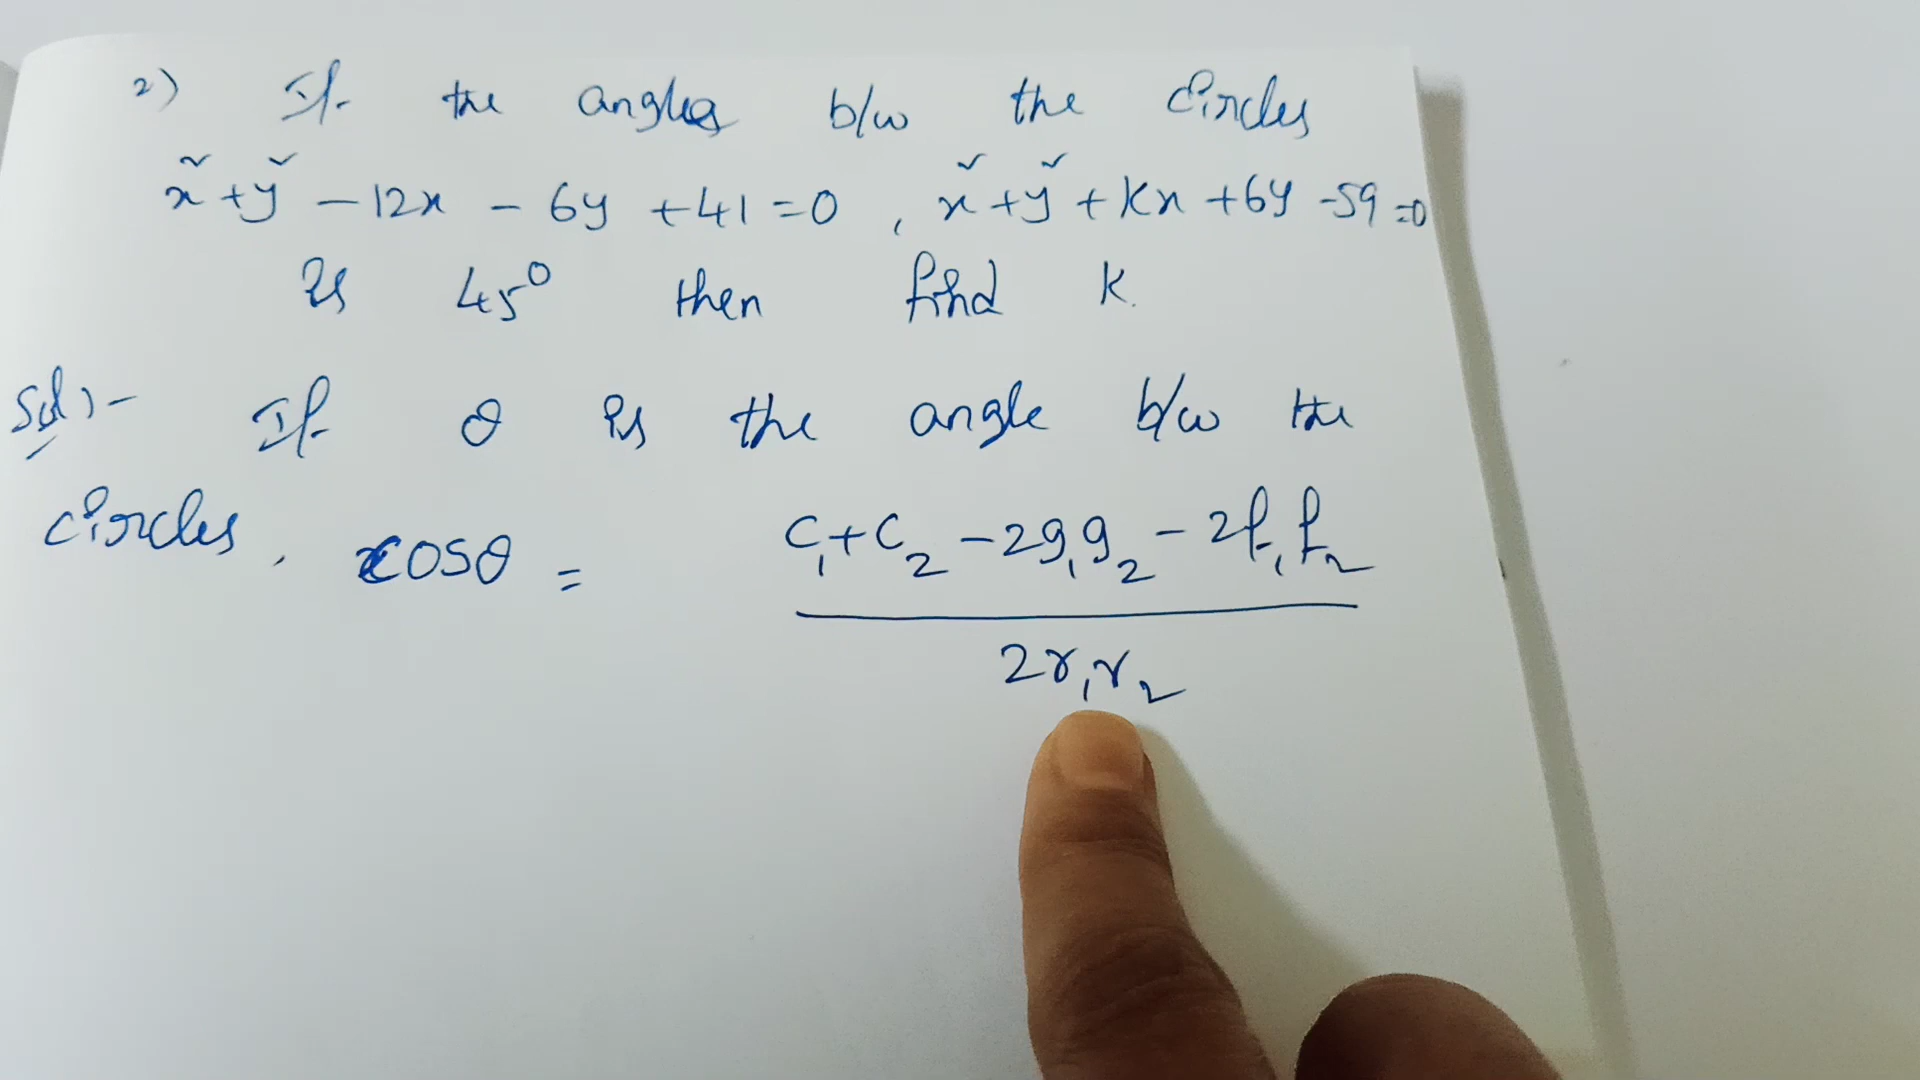 2) If the angles b/w the circles
x² + y² - 12x - 6y + 41 = 0 , x² + y² + kx + 6y - 59 = 0
is 45° then find k.
Sol:- If θ is the angle b/w the
circles, cosθ = (c₁ + c₂ - 2g₁g₂ - 2f₁f₂) / (2r₁r₂)